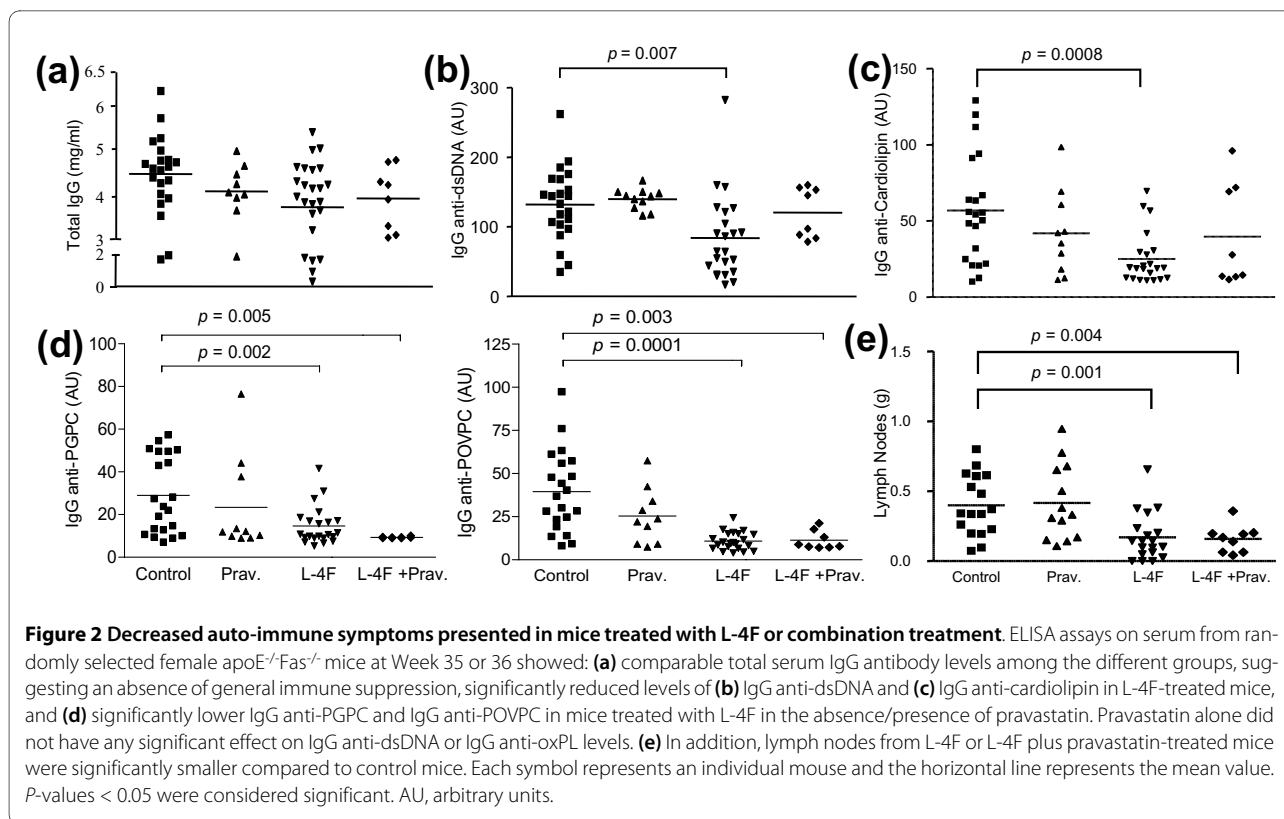 (a)
Total IgG (mg/ml)
6.5
6
5
4
3
2
0
(b)
p = 0.007
IgG anti-dsDNA (AU)
300
200
100
0
(c)
p = 0.0008
IgG anti-Cardiolipin (AU)
150
100
50
0
(d)
p = 0.005
p = 0.002
IgG anti-PGPC (AU)
100
80
60
40
20
0
Control Prav. L-4F L-4F +Prav.
p = 0.003
p = 0.0001
IgG anti-POVPC (AU)
125
100
75
50
25
0
Control Prav. L-4F L-4F +Prav.
(e)
p = 0.004
p = 0.001
Lymph Nodes (g)
1.5
1.0
0.5
0.0
Control Prav. L-4F L-4F +Prav.
Figure 2 Decreased auto-immune symptoms presented in mice treated with L-4F or combination treatment. ELISA assays on serum from ran-
domly selected female apoE-/-Fas-/- mice at Week 35 or 36 showed: (a) comparable total serum IgG antibody levels among the different groups, sug-
gesting an absence of general immune suppression, significantly reduced levels of (b) IgG anti-dsDNA and (c) IgG anti-cardiolipin in L-4F-treated mice,
and (d) significantly lower IgG anti-PGPC and IgG anti-POVPC in mice treated with L-4F in the absence/presence of pravastatin. Pravastatin alone did
not have any significant effect on IgG anti-dsDNA or IgG anti-oxPL levels. (e) In addition, lymph nodes from L-4F or L-4F plus pravastatin-treated mice
were significantly smaller compared to control mice. Each symbol represents an individual mouse and the horizontal line represents the mean value.
P-values < 0.05 were considered significant. AU, arbitrary units.